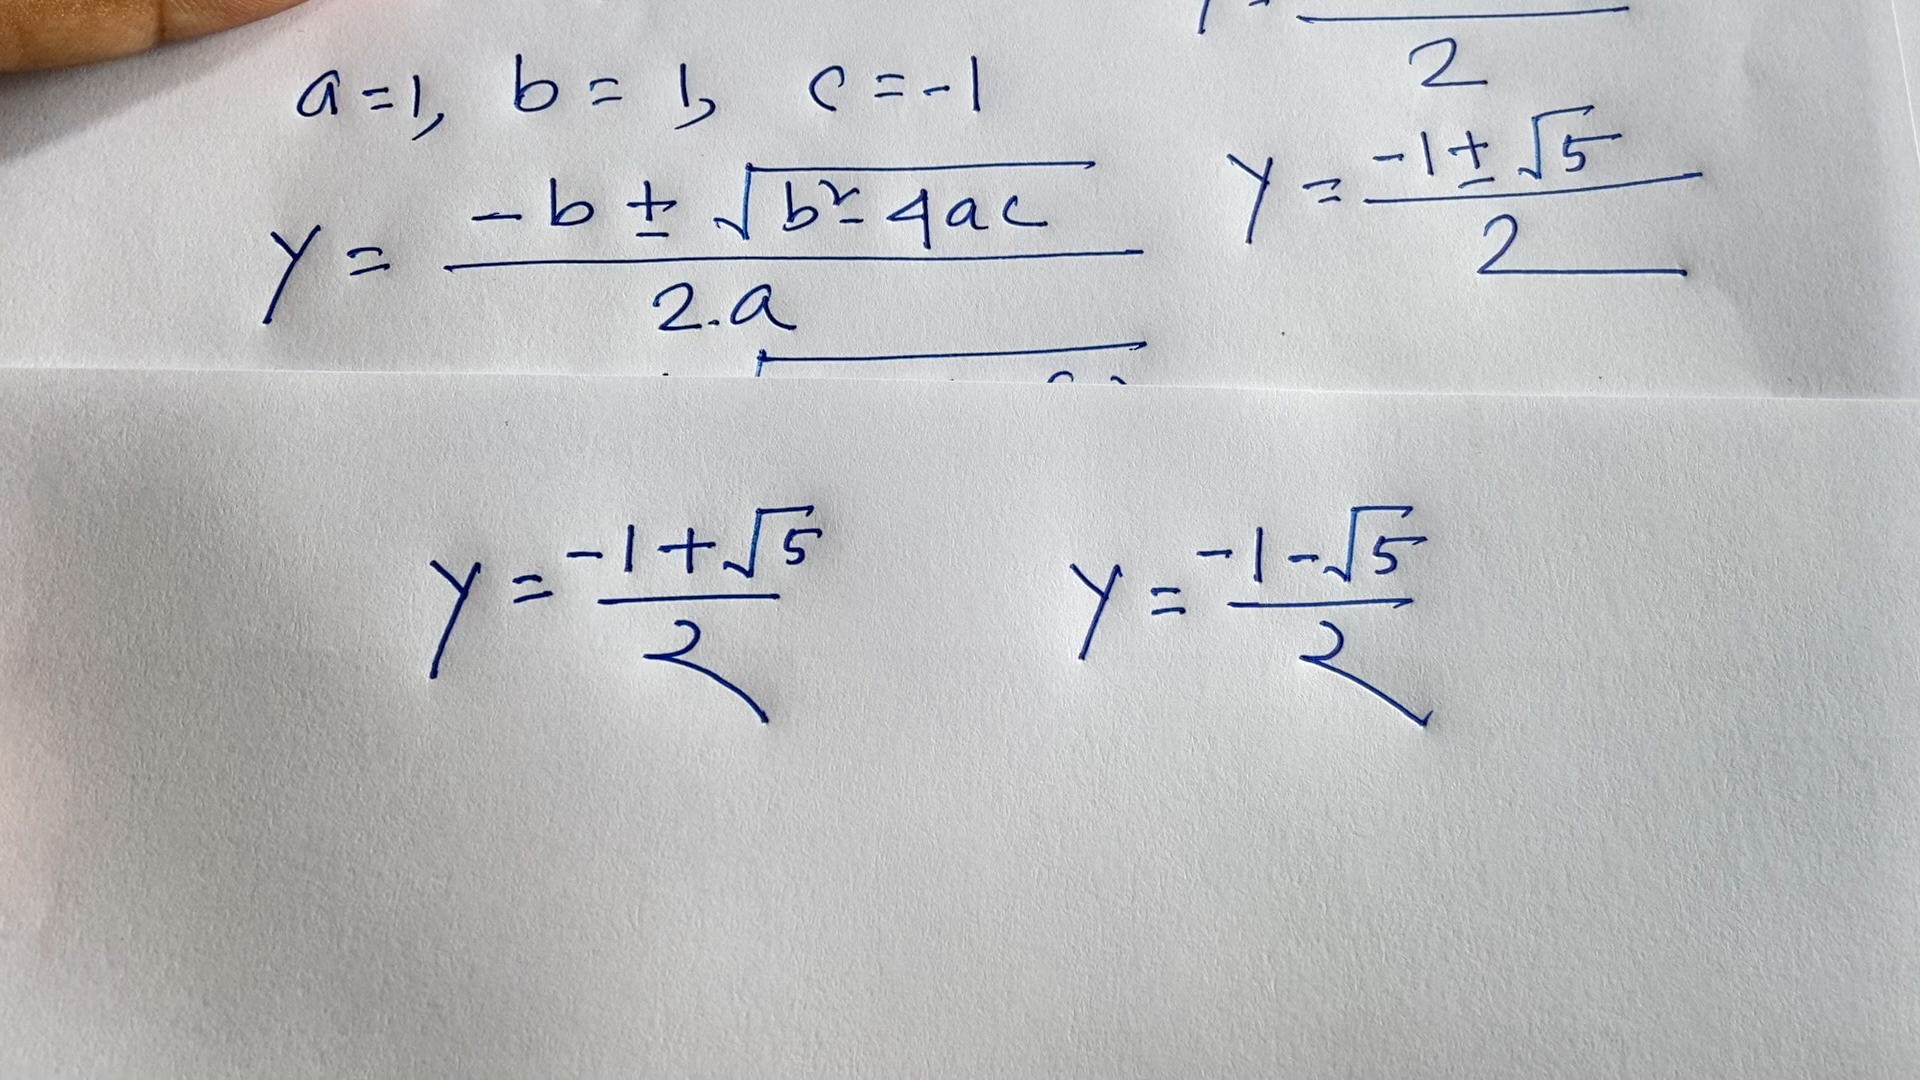 a=1, b = 1, c = -1
y = (-b ± √(b² - 4ac)) / 2.a
2
y = (-1 ± √5) / 2
y = (-1 + √5) / 2
y = (-1 - √5) / 2